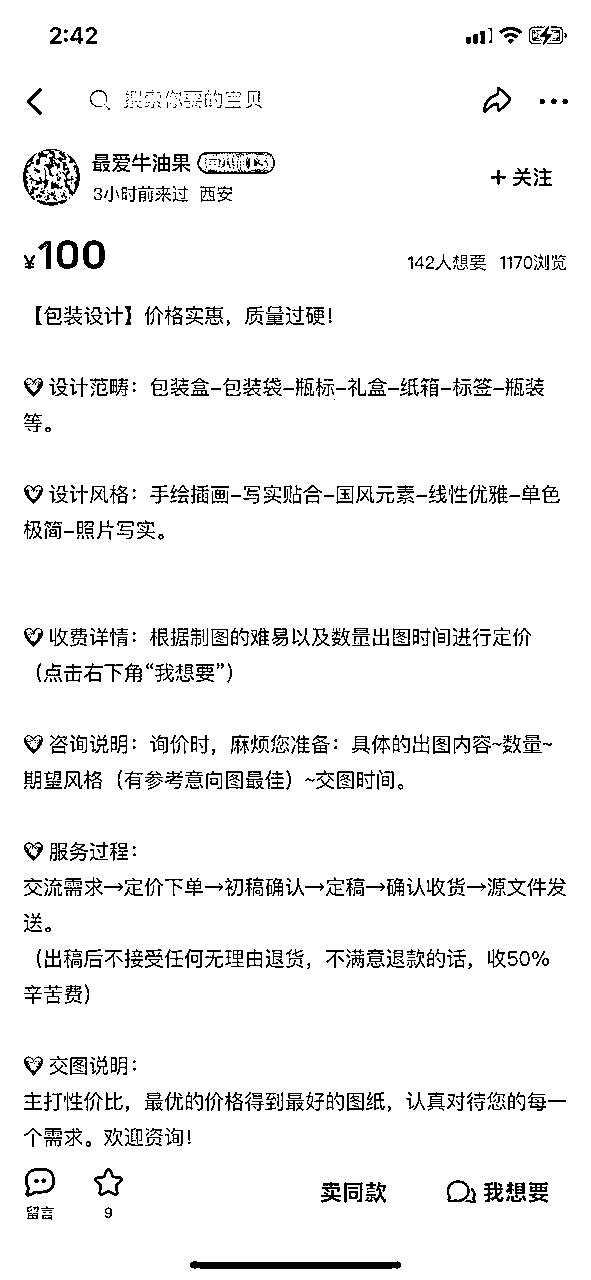 2:42
搜索你要的宝贝
最爱牛油果
3小时前来过 西安
+ 关注
¥100
142人想要 1170浏览
【包装设计】价格实惠，质量过硬！
设计范畴：包装盒-包装袋-瓶标-礼盒-纸箱-标签-瓶装
等。
设计风格：手绘插画-写实贴合-国风元素-线性优雅-单色
极简-照片写实。
收费详情：根据制图的难易以及数量出图时间进行定价
（点击右下角“我想要”）
咨询说明：询价时，麻烦您准备：具体的出图内容~数量~
期望风格（有参考意向图最佳）~交图时间。
服务过程：
交流需求→定价下单→初稿确认→定稿→确认收货→源文件发
送。
（出稿后不接受任何无理由退货，不满意退款的话，收50%
辛苦费）
交图说明：
主打性价比，最优的价格得到最好的图纸，认真对待您的每一
个需求。欢迎资询！
留言
9
卖同款
我想要